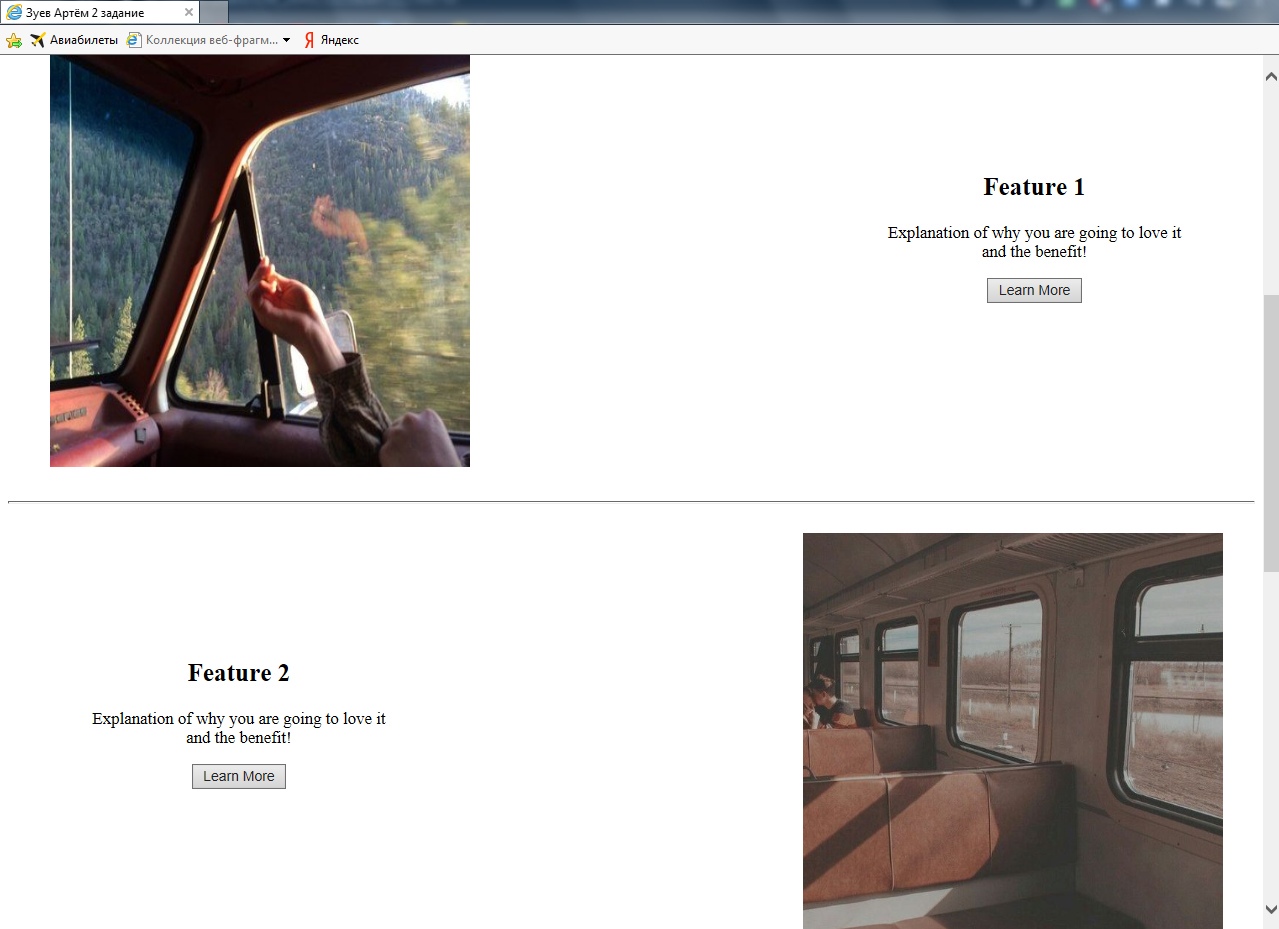 Зуев Артём 2 задание
Авиабилеты Коллекция веб-фрагм... Яндекс
Feature 1
Explanation of why you are going to love it
and the benefit!
Learn More
Feature 2
Explanation of why you are going to love it
and the benefit!
Learn More